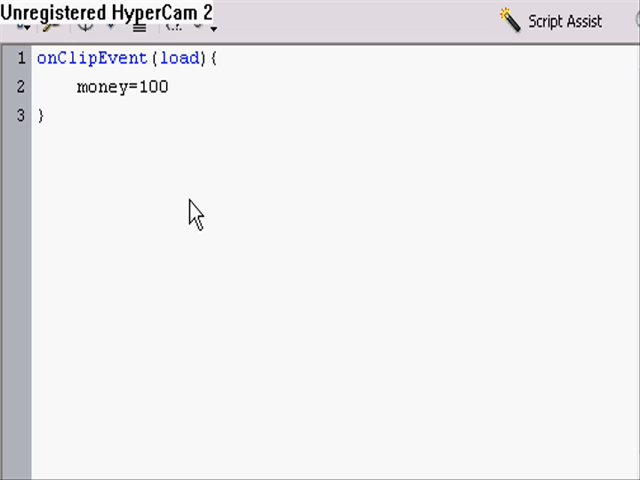 Unregistered HyperCam 2
Script Assist
1 onClipEvent(load){
2 money=100
3 }